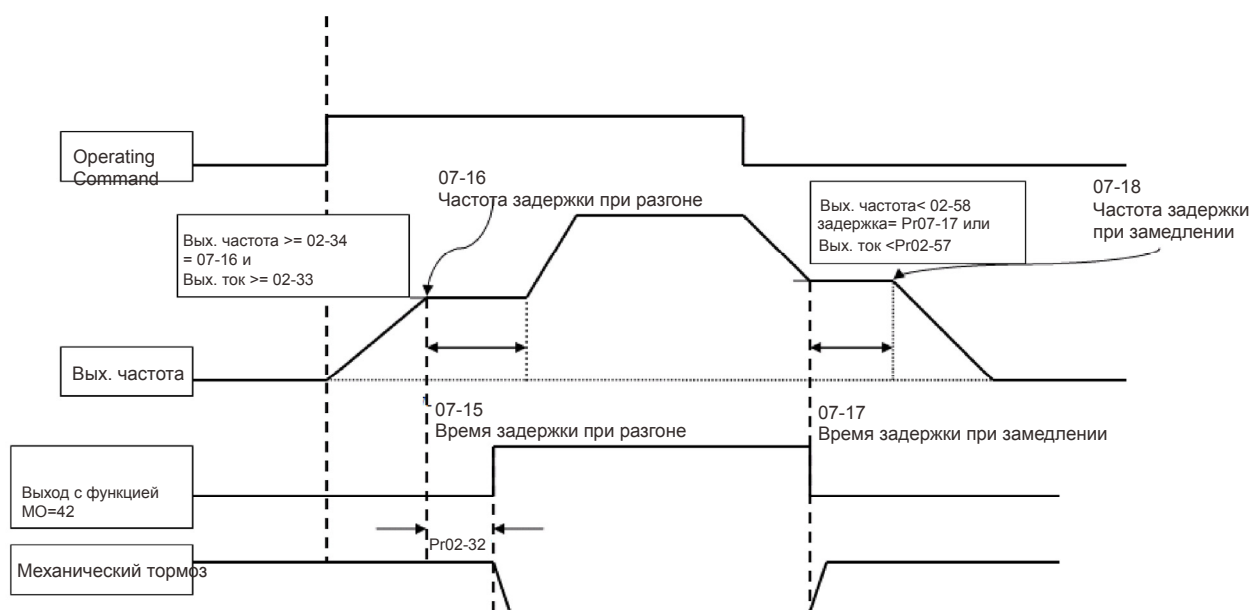 Operating
Command
07-16
Частота задержки при разгоне
Вых. частота< 02-58
задержка= Pr07-17 или
Вых. ток <Pr02-57
07-18
Частота задержки
при замедлении
Вых. частота >= 02-34
= 07-16 и
Вых. ток >= 02-33
Вых. частота
07-15
Время задержки при разгоне
07-17
Время задержки при замедлении
Выход с функцией
МО=42
Pr02-32
Механический тормоз